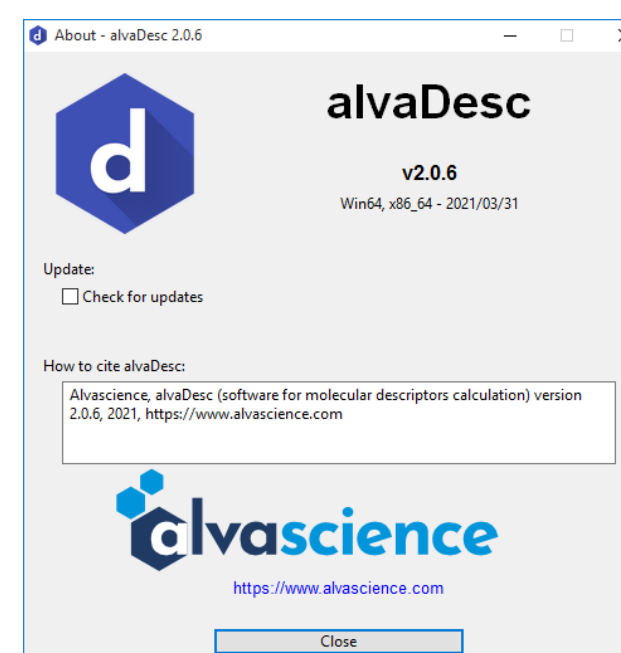 About - alvaDesc 2.0.6
d
alvaDesc
v2.0.6
Win64, x86_64 - 2021/03/31
Update:
Check for updates
How to cite alvaDesc:
Alvascience, alvaDesc (software for molecular descriptors calculation) version
2.0.6, 2021, https://www.alvascience.com
alvascience
https://www.alvascience.com
Close